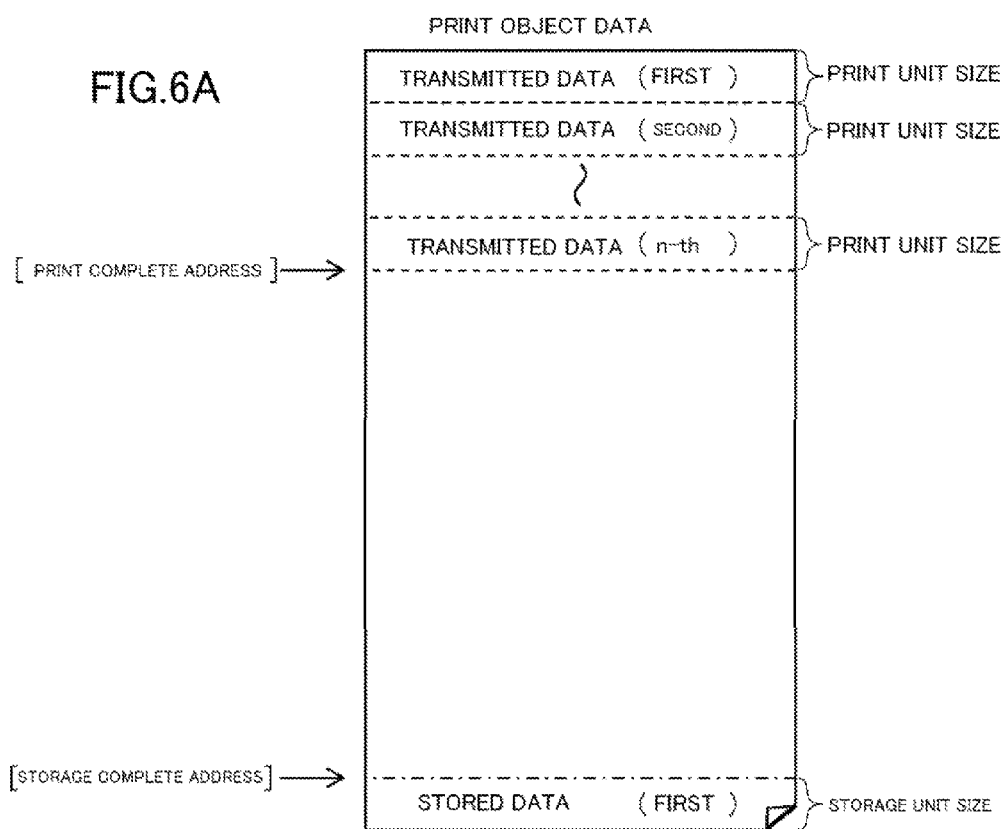 PRINT OBJECT DATA
FIG.6A
TRANSMITTED DATA (FIRST) PRINT UNIT SIZE
TRANSMITTED DATA (SECOND) PRINT UNIT SIZE
TRANSMITTED DATA (n-th) PRINT UNIT SIZE
[PRINT COMPLETE ADDRESS]
[STORAGE COMPLETE ADDRESS]
STORED DATA (FIRST) STORAGE UNIT SIZE